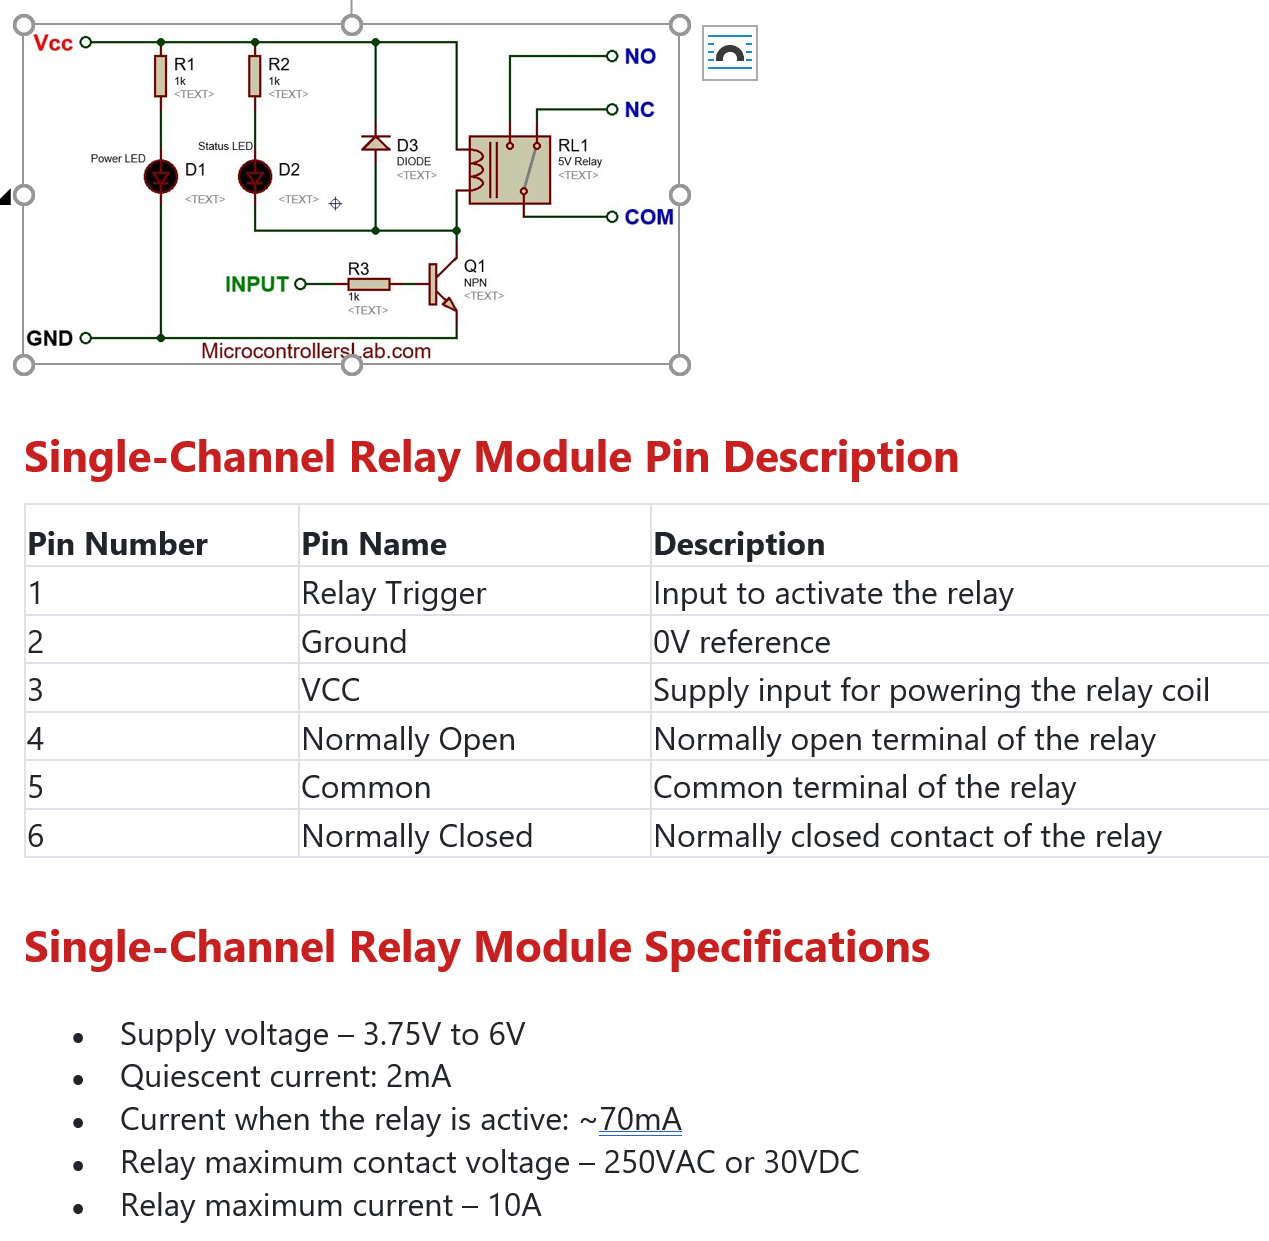 Vcc
R1
1k
<TEXT>
R2
1k
<TEXT>
NO
NC
Power LED
D1
<TEXT>
Status LED
D2
<TEXT>
D3
DIODE
<TEXT>
RL1
5V Relay
<TEXT>
COM
INPUT
R3
1k
<TEXT>
Q1
NPN
<TEXT>
GND
MicrocontrollersLab.com
Single-Channel Relay Module Pin Description
Pin Number Pin Name Description
1 Relay Trigger Input to activate the relay
2 Ground 0V reference
3 VCC Supply input for powering the relay coil
4 Normally Open Normally open terminal of the relay
5 Common Common terminal of the relay
6 Normally Closed Normally closed contact of the relay
Single-Channel Relay Module Specifications
• Supply voltage – 3.75V to 6V
• Quiescent current: 2mA
• Current when the relay is active: ~70mA
• Relay maximum contact voltage – 250VAC or 30VDC
• Relay maximum current – 10A